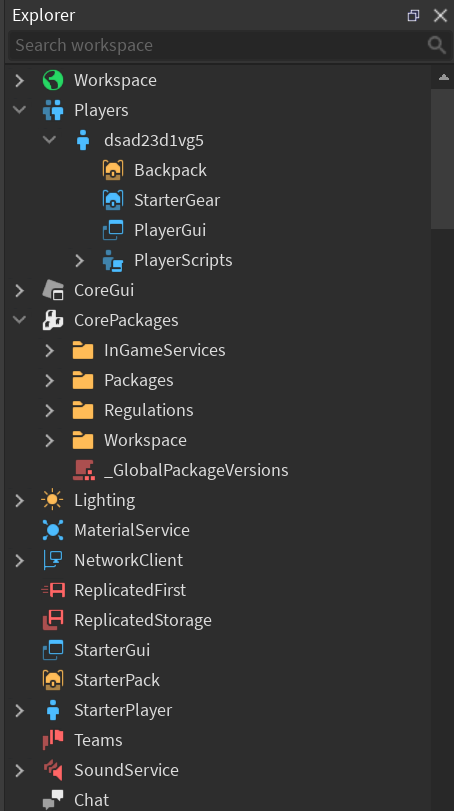 Explorer
Search workspace
Workspace
Players
dsad23d1vg5
Backpack
StarterGear
PlayerGui
PlayerScripts
CoreGui
CorePackages
InGameServices
Packages
Regulations
Workspace
_GlobalPackageVersions
Lighting
MaterialService
NetworkClient
ReplicatedFirst
ReplicatedStorage
StarterGui
StarterPack
StarterPlayer
Teams
SoundService
Chat